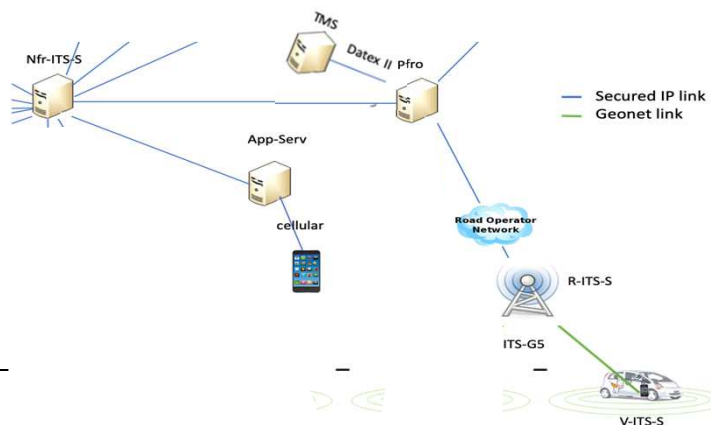 TMS
Datex II
Pfro
Nfr-ITS-S
Secured IP link
Geonet link
App-Serv
cellular
Road Operator
Network
R-ITS-S
ITS-G5
V-ITS-S